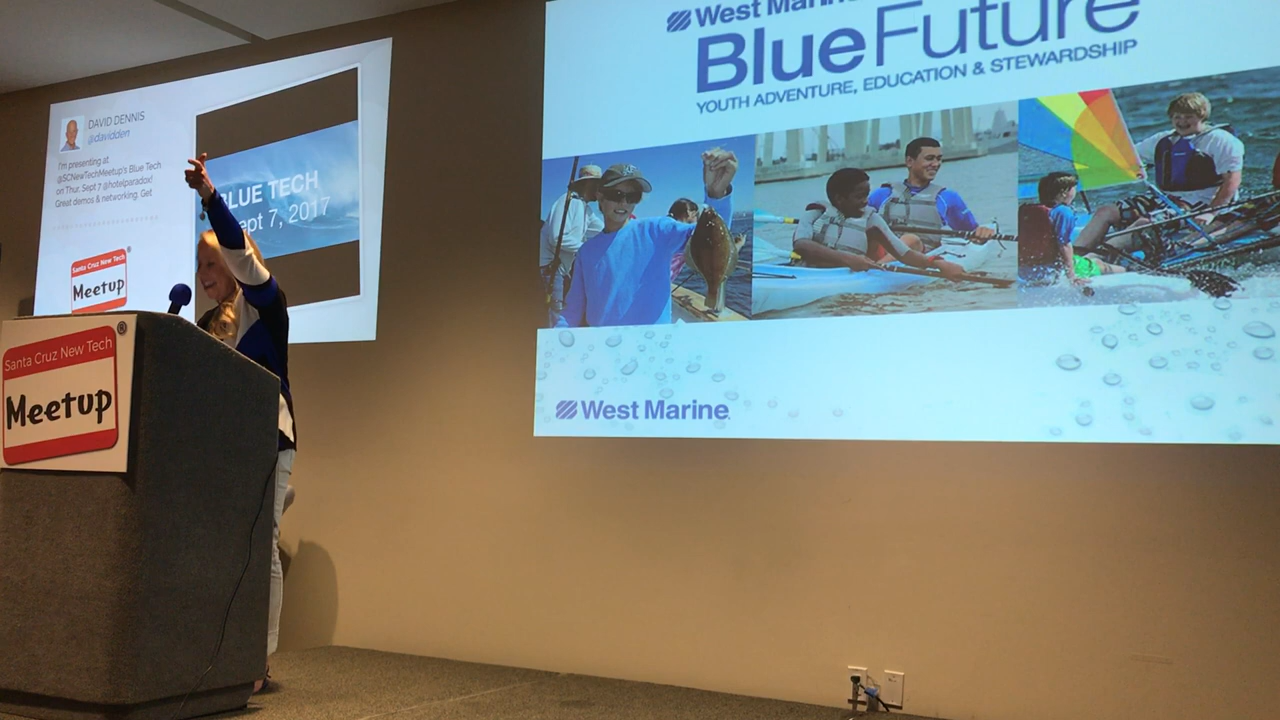 DAVID DENNIS
@davidden
I'm presenting at
@SCNewTechMeetup's Blue Tech
on Thur, Sept 7 @hotelparadox!
Great demos & networking. Get
BLUE TECH
Sept 7, 2017
Santa Cruz New Tech
Meetup
®
Santa Cruz New Tech
Meetup
®
West Marine
BlueFuture
YOUTH ADVENTURE, EDUCATION & STEWARDSHIP
West Marine